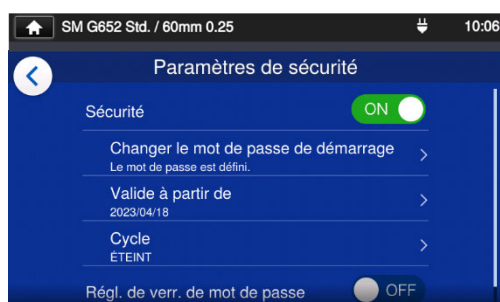 SM G652 Std. / 60mm 0.25 10:06
Paramètres de sécurité
Sécurité ON
Changer le mot de passe de démarrage
Le mot de passe est défini.
Valide à partir de
2023/04/18
Cycle
ÉTEINT
Régl. de verr. de mot de passe OFF